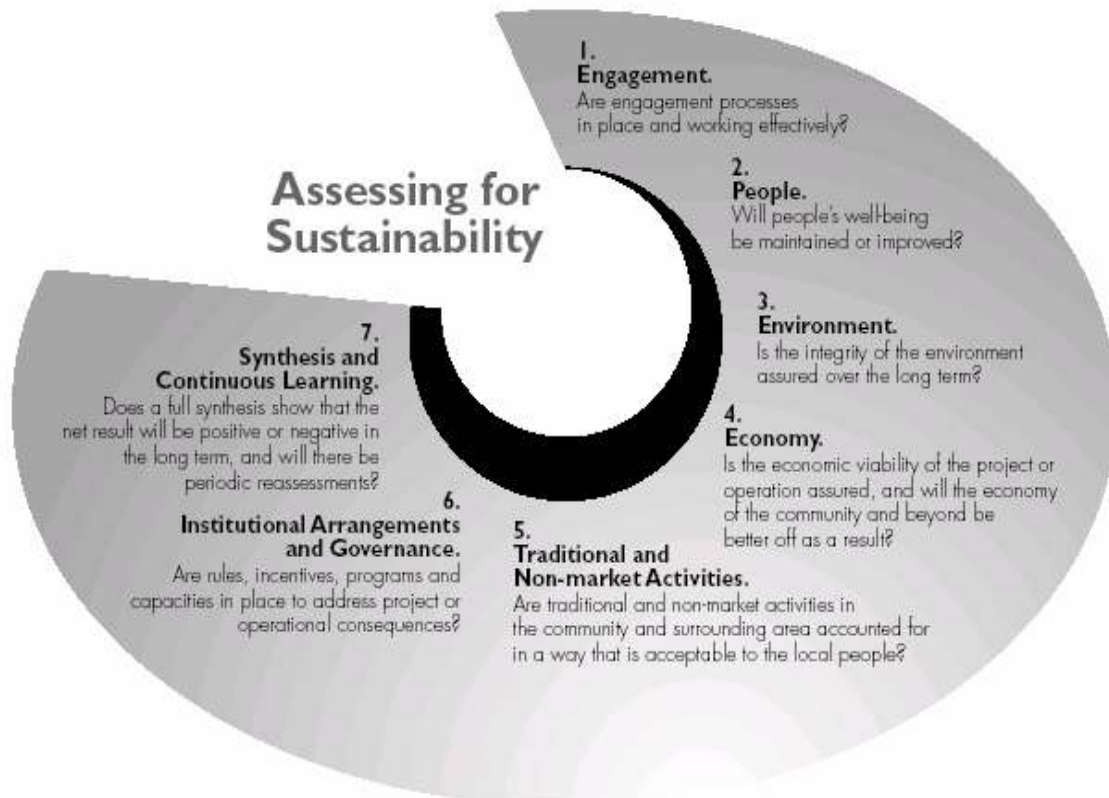 Assessing for
Sustainability
1.
Engagement.
Are engagement processes
in place and working effectively?
2.
People.
Will people's well-being
be maintained or improved?
3.
Environment.
Is the integrity of the environment
assured over the long term?
4.
Economy.
Is the economic viability of the project or
operation assured, and will the economy
of the community and beyond be
better off as a result?
5.
Traditional and
Non-market Activities.
Are traditional and non-market activities in
the community and surrounding area accounted for
in a way that is acceptable to the local people?
6.
Institutional Arrangements
and Governance.
Are rules, incentives, programs and
capacities in place to address project or
operational consequences?
7.
Synthesis and
Continuous Learning.
Does a full synthesis show that the
net result will be positive or negative in
the long term, and will there be
periodic reassessments?